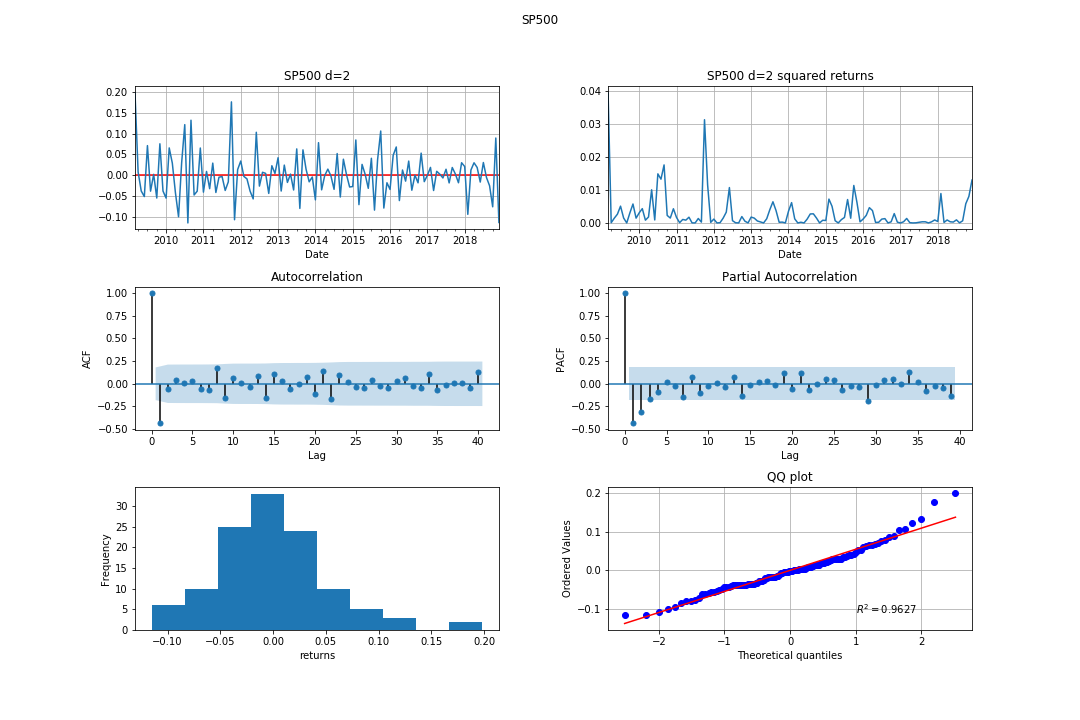 SP500
SP500 d=2
0.20
0.15
0.10
0.05
0.00
−0.05
−0.10
2010 2011 2012 2013 2014 2015 2016 2017 2018
Date
SP500 d=2 squared returns
0.04
0.03
0.02
0.01
0.00
2010 2011 2012 2013 2014 2015 2016 2017 2018
Date
Autocorrelation
ACF
1.00
0.75
0.50
0.25
0.00
−0.25
−0.50
0 5 10 15 20 25 30 35 40
Lag
Partial Autocorrelation
PACF
1.00
0.75
0.50
0.25
0.00
−0.25
−0.50
0 5 10 15 20 25 30 35 40
Lag
Frequency
30
25
20
15
10
5
0
−0.10 −0.05 0.00 0.05 0.10 0.15 0.20
returns
QQ plot
Ordered Values
0.2
0.1
0.0
−0.1
R² = 0.9627
−2 −1 0 1 2
Theoretical quantiles